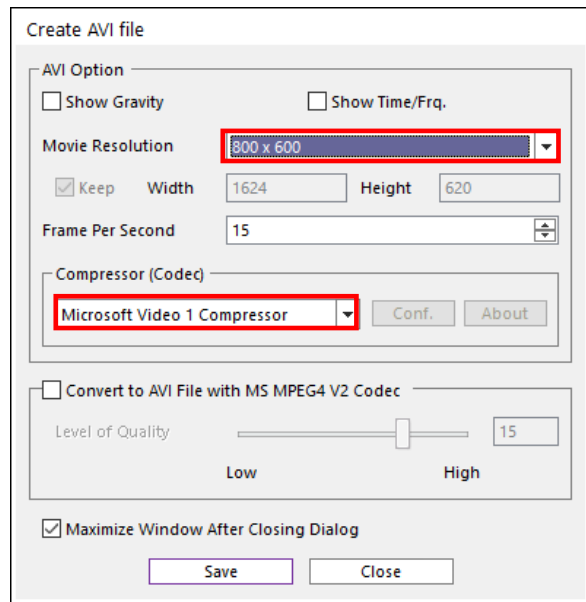 Create AVI file
AVI Option
Show Gravity Show Time/Frq.
Movie Resolution 800 x 600
Keep Width 1624 Height 620
Frame Per Second 15
Compressor (Codec)
Microsoft Video 1 Compressor Conf. About
Convert to AVI File with MS MPEG4 V2 Codec
Level of Quality 15
Low High
Maximize Window After Closing Dialog
Save Close